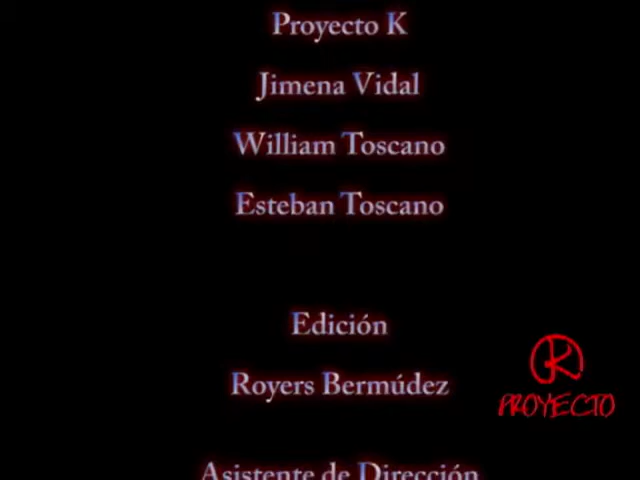 Proyecto K
Jimena Vidal
William Toscano
Esteban Toscano
Edición
Royers Bermúdez
K
PROYECTO
Asistente de Dirección